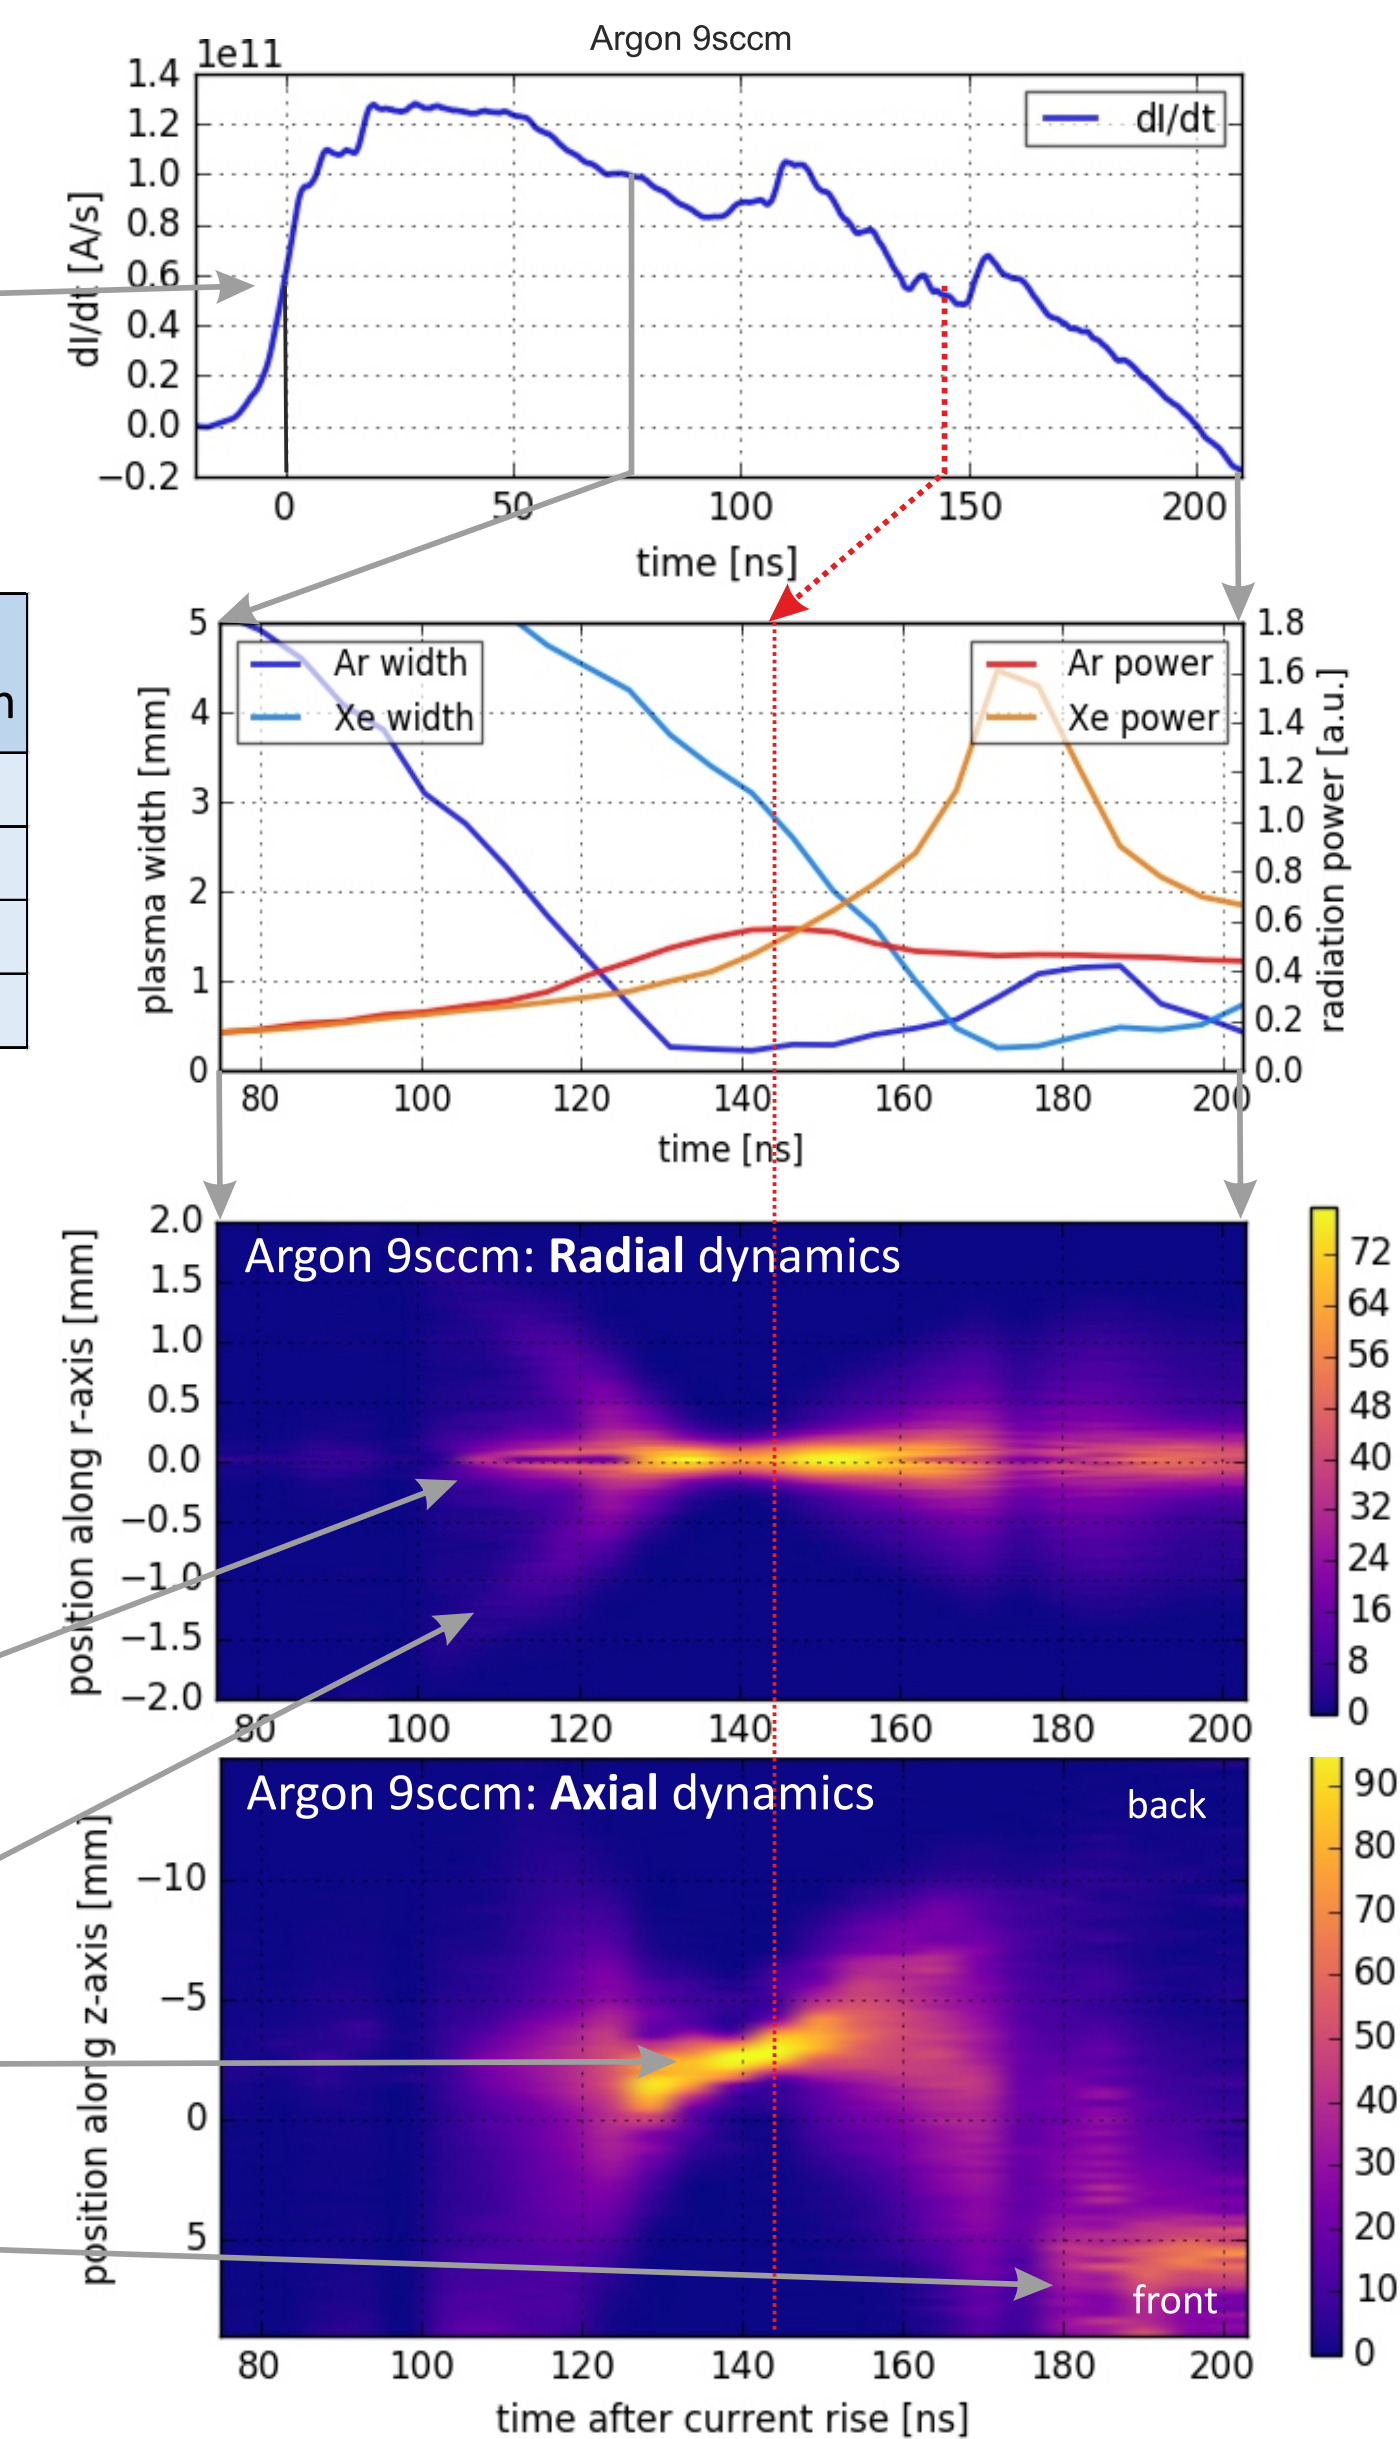 Argon 9sccm
1e11
1.4
1.2
1.0
0.8
0.6
0.4
0.2
0.0
−0.2
dI/dt [A/s]
dI/dt
0 50 100 150 200
time [ns]
5
4
3
2
1
0
plasma width [mm]
Ar width
Xe width
Ar power
Xe power
1.8
1.6
1.4
1.2
1.0
0.8
0.6
0.4
0.2
0.0
radiation power [a.u.]
80 100 120 140 160 180 200
time [ns]
Argon 9sccm: Radial dynamics
2.0
1.5
1.0
0.5
0.0
−0.5
−1.0
−1.5
−2.0
position along r-axis [mm]
72
64
56
48
40
32
24
16
8
0
80 100 120 140 160 180 200
Argon 9sccm: Axial dynamics
back
−10
−5
0
5
position along z-axis [mm]
front
90
80
70
60
50
40
30
20
10
0
80 100 120 140 160 180 200
time after current rise [ns]